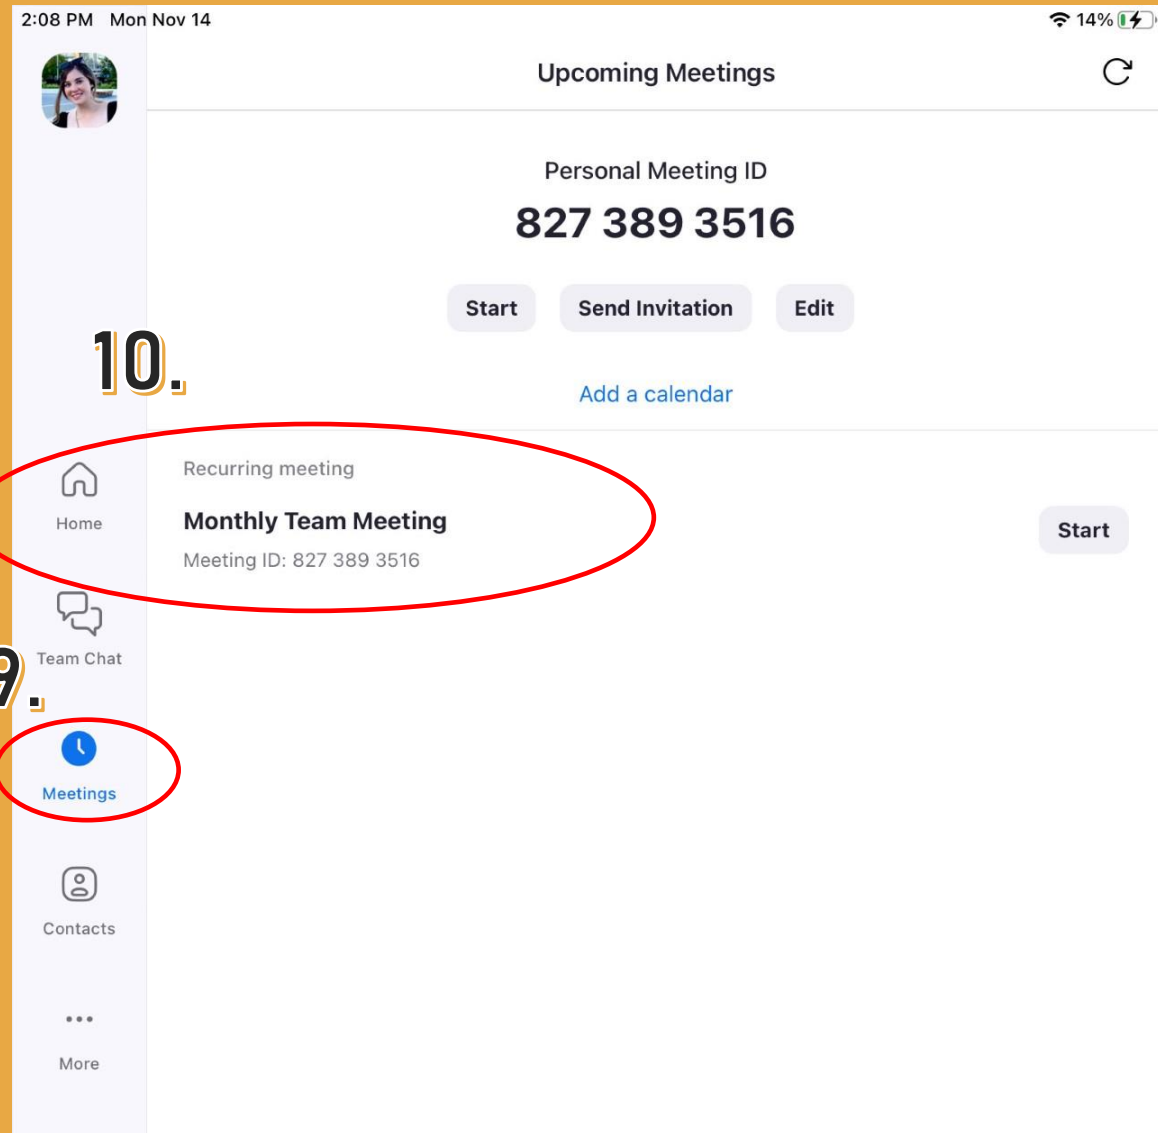 2:08 PM Mon Nov 14 14%
Upcoming Meetings
Personal Meeting ID
827 389 3516
Start Send Invitation Edit
10.
Add a calendar
Recurring meeting
Monthly Team Meeting
Meeting ID: 827 389 3516
Start
Home
Team Chat
9.
Meetings
Contacts
More